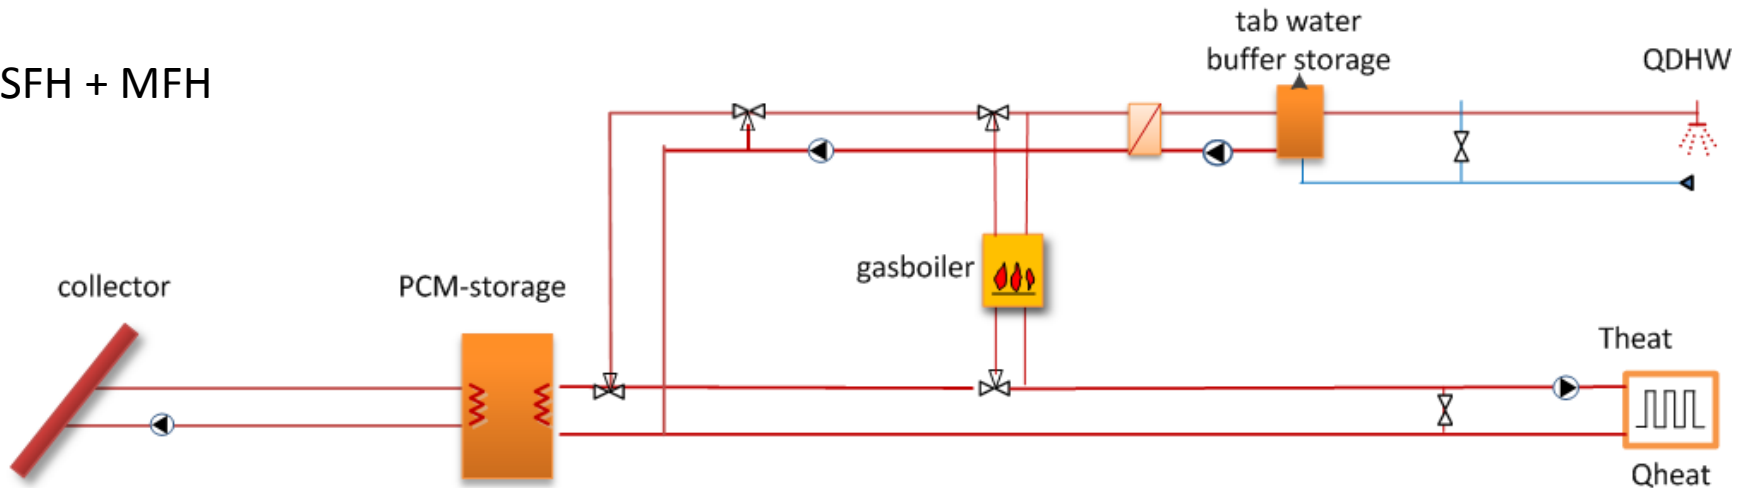 tab water
buffer storage
QDHW
SFH + MFH
gasboiler
collector
PCM-storage
Theat
Qheat